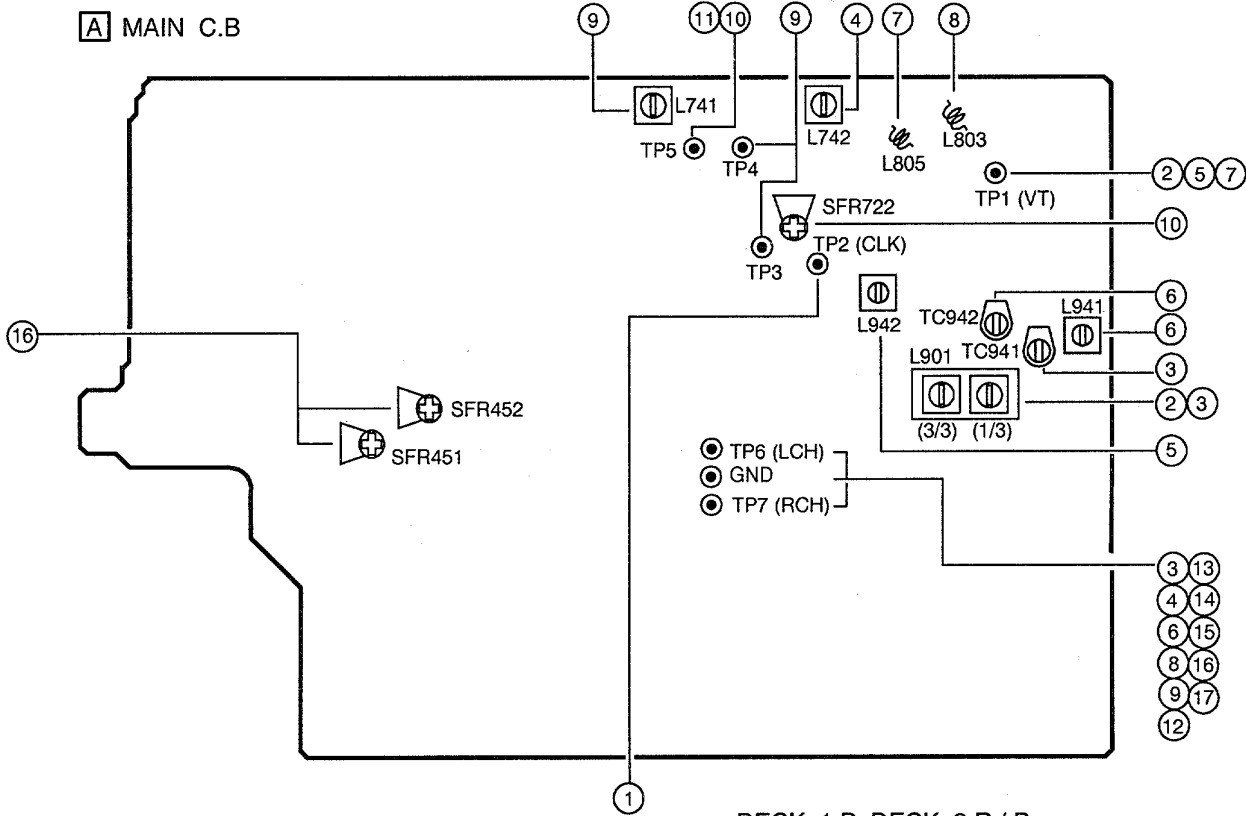 A MAIN C.B
9 11 10 9 4 7 8
L741
L742
L805
L803
TP5
TP4
TP1 (VT)
2 5 7
SFR722
10
TP3
TP2 (CLK)
L942
TC942
6
L941
6
TC941
3
L901
2 3
(3/3) (1/3)
5
16
SFR452
SFR451
TP6 (LCH)
GND
TP7 (RCH)
3 13
4 14
6 15
8 16
9 17
12
1